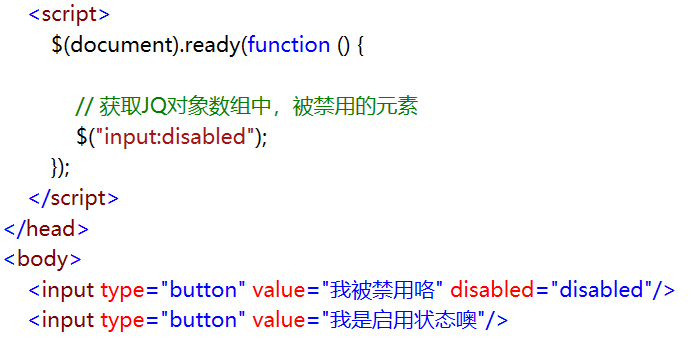 <script>
$(document).ready(function () {
// 获取JQ对象数组中，被禁用的元素
$("input:disabled");
});
</script>
</head>
<body>
<input type="button" value="我被禁用咯" disabled="disabled"/>
<input type="button" value="我是启用状态噢"/>